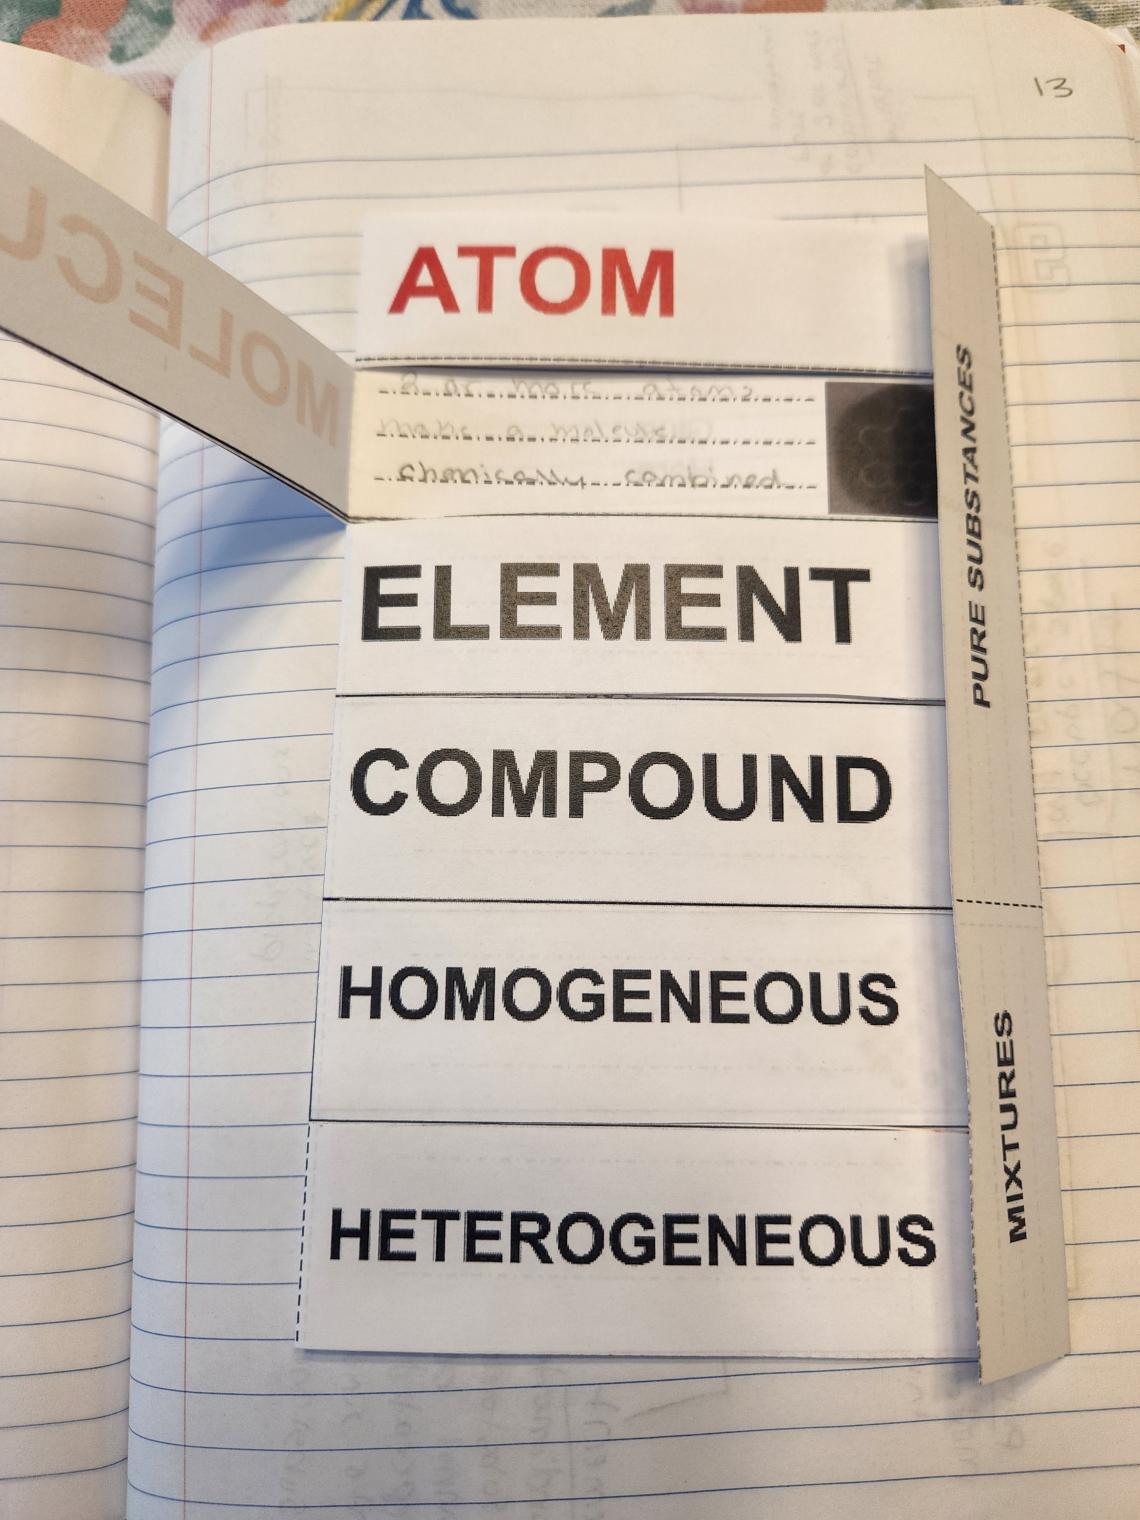 13
ATOM
MOLECU
2 or more atoms
make a molecule
chemically combined
ELEMENT
COMPOUND
HOMOGENEOUS
HETEROGENEOUS
PURE SUBSTANCES
MIXTURES